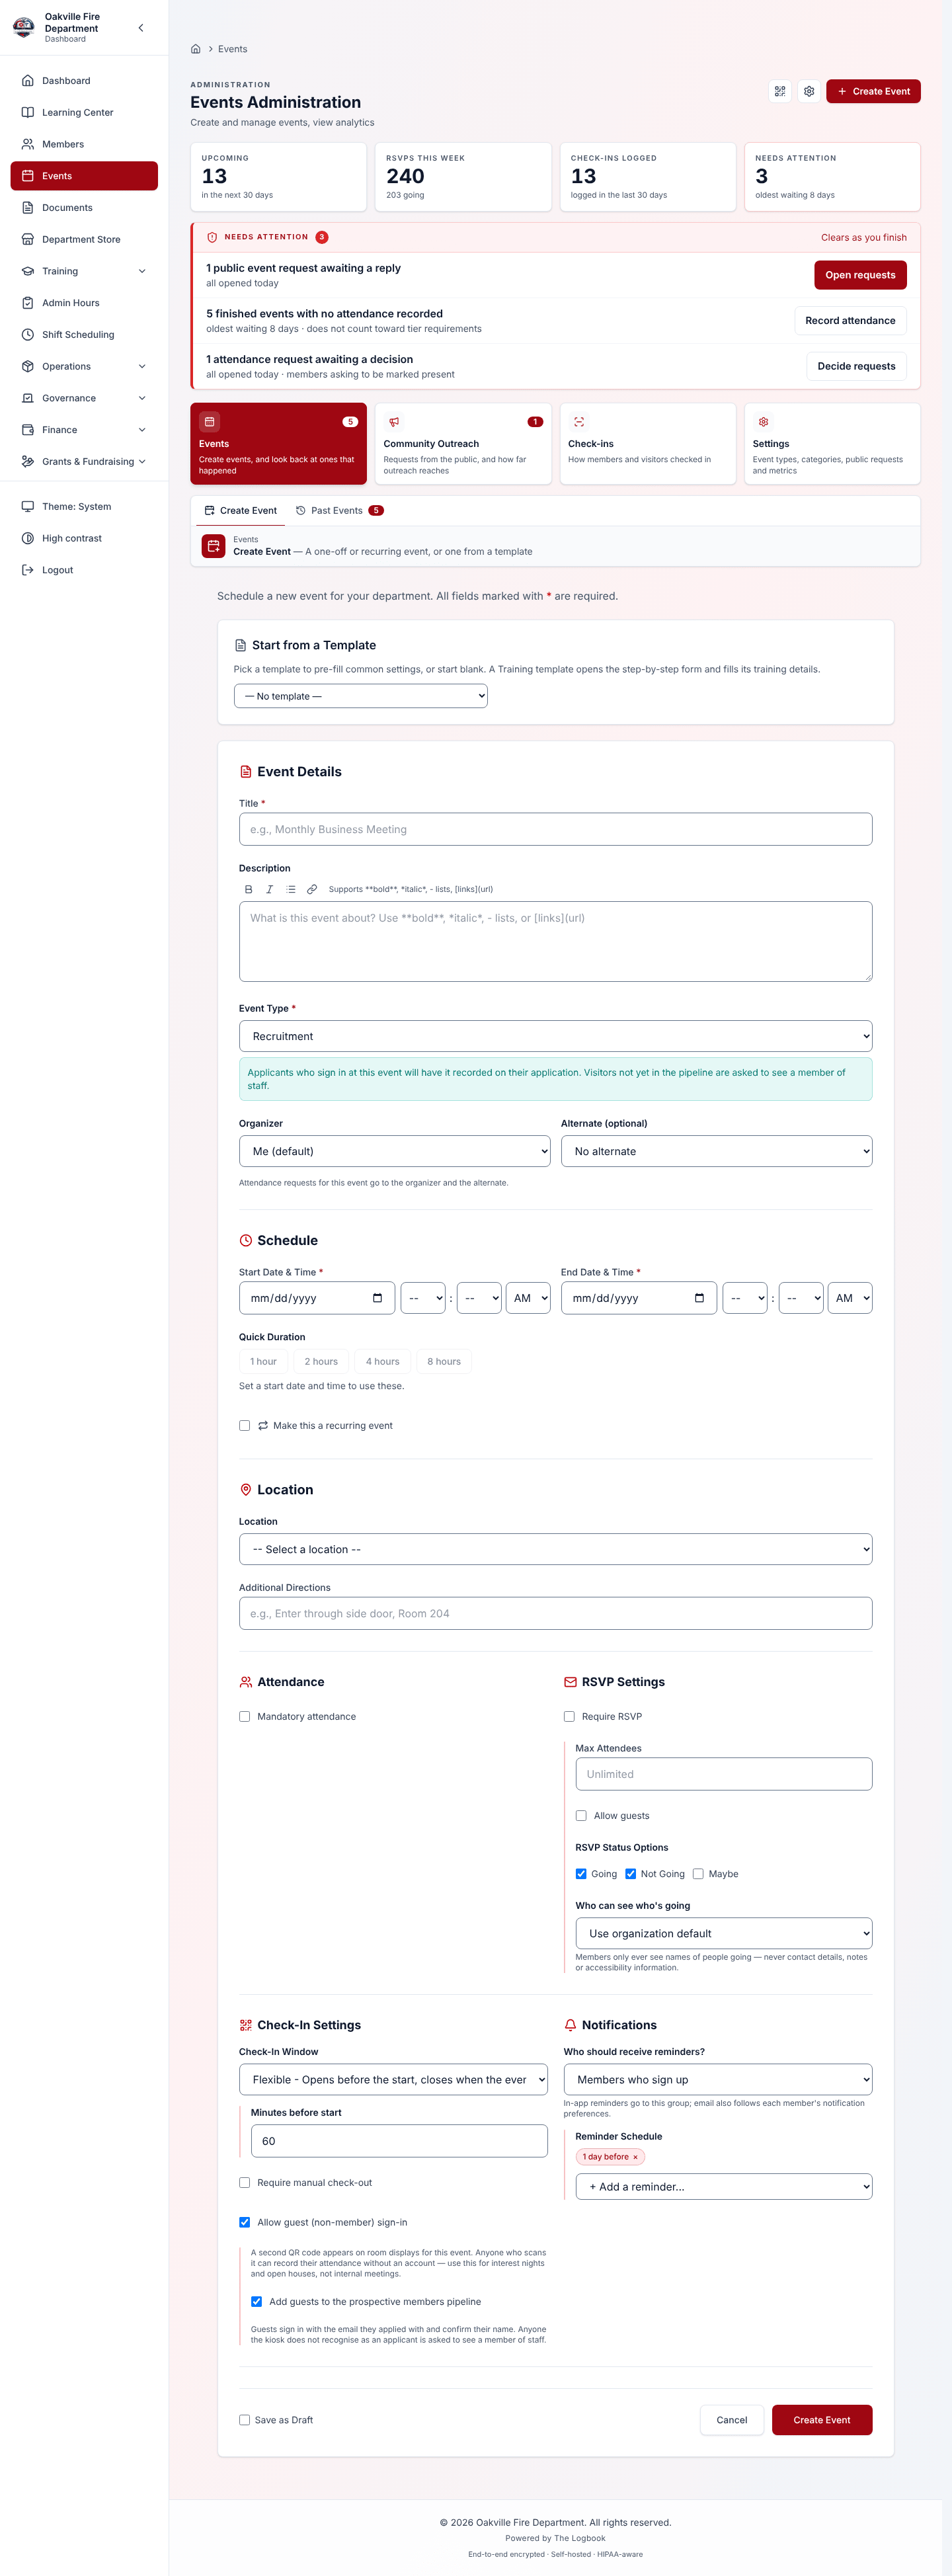 Oakville Fire
Department
Dashboard
Dashboard
Learning Center
Members
Events
Documents
Department Store
Training
Admin Hours
Shift Scheduling
Operations
Governance
Finance
Grants & Fundraising
Theme: System
High contrast
Logout
Events
ADMINISTRATION
Events Administration
Create and manage events, view analytics
Create Event
UPCOMING
13
in the next 30 days
RSVPS THIS WEEK
240
203 going
CHECK-INS LOGGED
13
logged in the last 30 days
NEEDS ATTENTION
3
oldest waiting 8 days
NEEDS ATTENTION 3
Clears as you finish
1 public event request awaiting a reply
all opened today
Open requests
5 finished events with no attendance recorded
oldest waiting 8 days · does not count toward tier requirements
Record attendance
1 attendance request awaiting a decision
all opened today · members asking to be marked present
Decide requests
5
Events
Create events, and look back at ones that
happened
1
Community Outreach
Requests from the public, and how far
outreach reaches
Check-ins
How members and visitors checked in
Settings
Event types, categories, public requests
and metrics
Create Event
Past Events 5
Events
Create Event — A one-off or recurring event, or one from a template
Schedule a new event for your department. All fields marked with * are required.
Start from a Template
Pick a template to pre-fill common settings, or start blank. A Training template opens the step-by-step form and fills its training details.
— No template —
Event Details
Title *
e.g., Monthly Business Meeting
Description
Supports **bold**, *italic*, - lists, [links](url)
What is this event about? Use **bold**, *italic*, - lists, or [links](url)
Event Type *
Recruitment
Applicants who sign in at this event will have it recorded on their application. Visitors not yet in the pipeline are asked to see a member of
staff.
Organizer
Me (default)
Alternate (optional)
No alternate
Attendance requests for this event go to the organizer and the alternate.
Schedule
Start Date & Time *
mm/dd/yyyy -- : -- AM
End Date & Time *
mm/dd/yyyy -- : -- AM
Quick Duration
1 hour 2 hours 4 hours 8 hours
Set a start date and time to use these.
Make this a recurring event
Location
Location
-- Select a location --
Additional Directions
e.g., Enter through side door, Room 204
Attendance
Mandatory attendance
RSVP Settings
Require RSVP
Max Attendees
Unlimited
Allow guests
RSVP Status Options
Going Not Going Maybe
Who can see who's going
Use organization default
Members only ever see names of people going — never contact details, notes
or accessibility information.
Check-In Settings
Check-In Window
Flexible - Opens before the start, closes when the ever
Minutes before start
60
Require manual check-out
Allow guest (non-member) sign-in
A second QR code appears on room displays for this event. Anyone who scans
it can record their attendance without an account — use this for interest nights
and open houses, not internal meetings.
Add guests to the prospective members pipeline
Guests sign in with the email they applied with and confirm their name. Anyone
the kiosk does not recognise as an applicant is asked to see a member of staff.
Notifications
Who should receive reminders?
Members who sign up
In-app reminders go to this group; email also follows each member's notification
preferences.
Reminder Schedule
1 day before ×
+ Add a reminder...
Save as Draft
Cancel
Create Event
© 2026 Oakville Fire Department. All rights reserved.
Powered by The Logbook
End-to-end encrypted · Self-hosted · HIPAA-aware